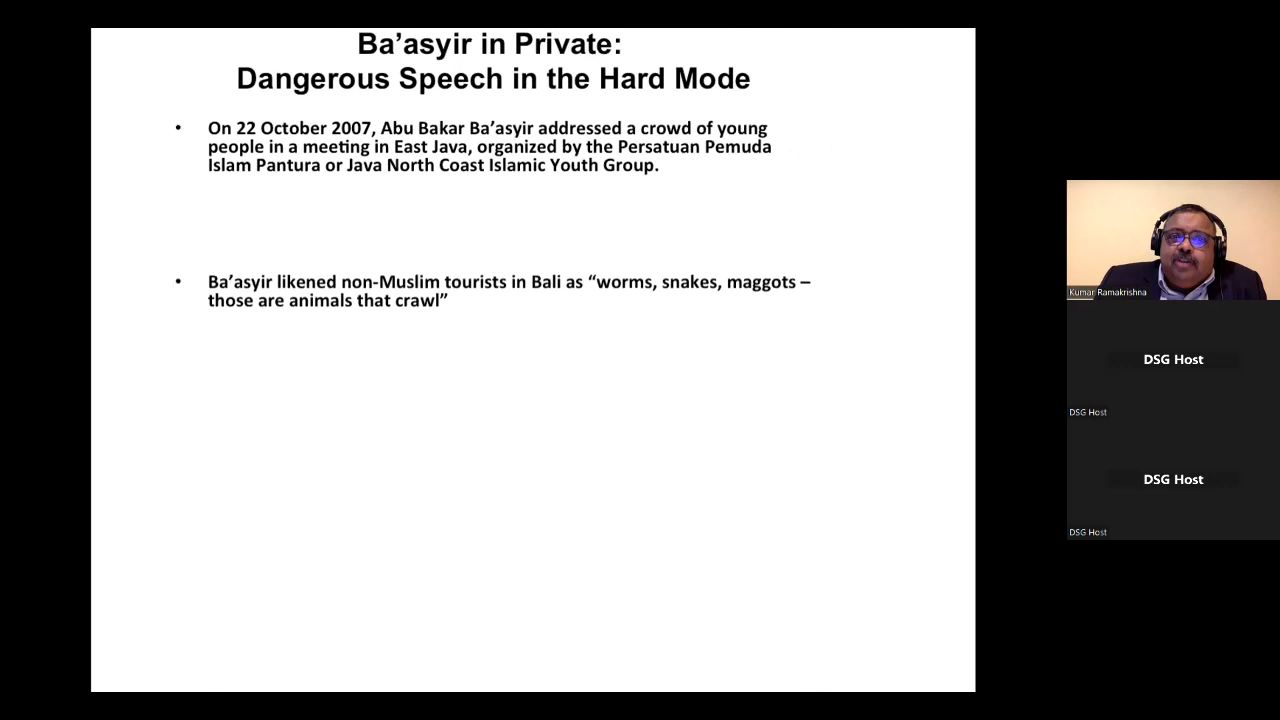 Ba’asyir in Private:
Dangerous Speech in the Hard Mode
• On 22 October 2007, Abu Bakar Ba’asyir addressed a crowd of young
people in a meeting in East Java, organized by the Persatuan Pemuda
Islam Pantura or Java North Coast Islamic Youth Group.
• Ba’asyir likened non-Muslim tourists in Bali as “worms, snakes, maggots –
those are animals that crawl”
Kumar Ramakrishna
DSG Host
DSG Host
DSG Host
DSG Host